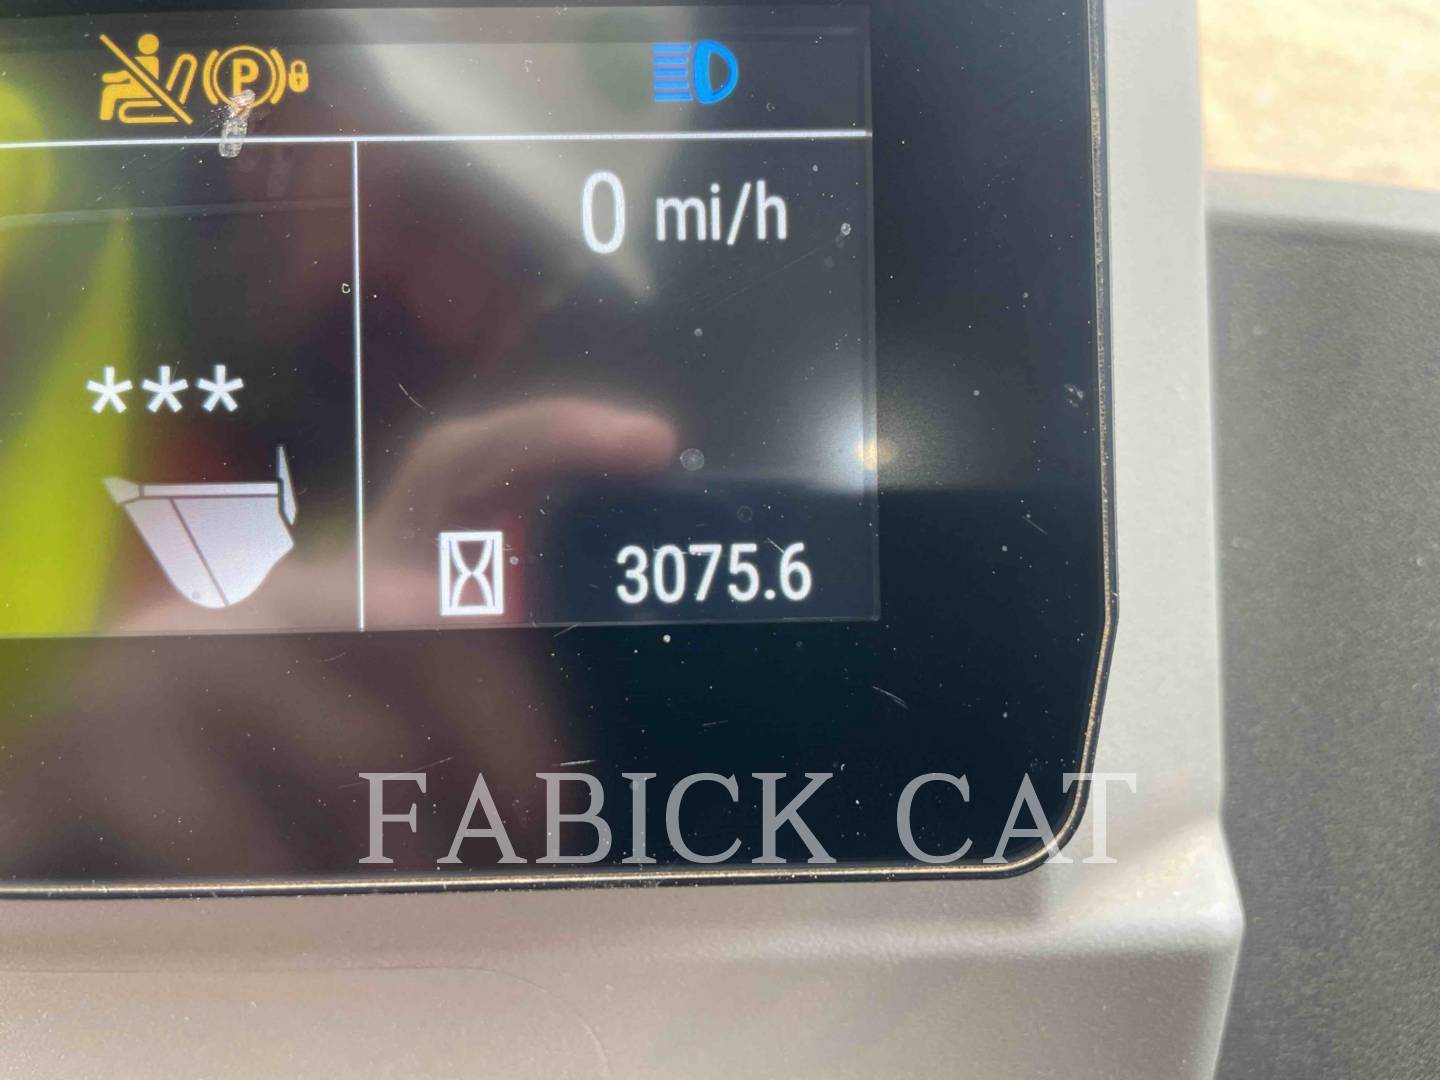 P
0 mi/h
***
3075.6
FABICK CAT